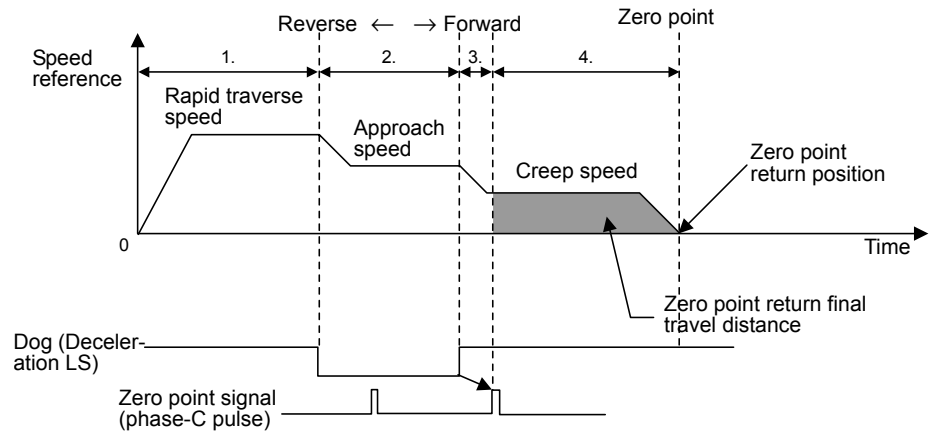 Reverse ← → Forward
Zero point
Speed
reference
1.
2.
3.
4.
Rapid traverse
speed
Approach
speed
Creep speed
Zero point
return position
0
Time
Zero point return final
travel distance
Dog (Deceler-
ation LS)
Zero point signal
(phase-C pulse)